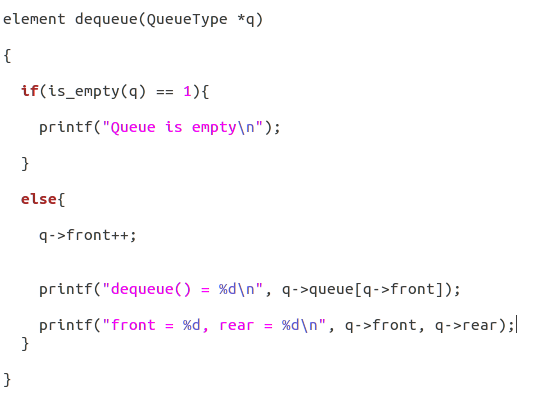 element dequeue(QueueType *q)
{
if(is_empty(q) == 1){
printf("Queue is empty\n");
}
else{
q->front++;
printf("dequeue() = %d\n", q->queue[q->front]);
printf("front = %d, rear = %d\n", q->front, q->rear);
}
}